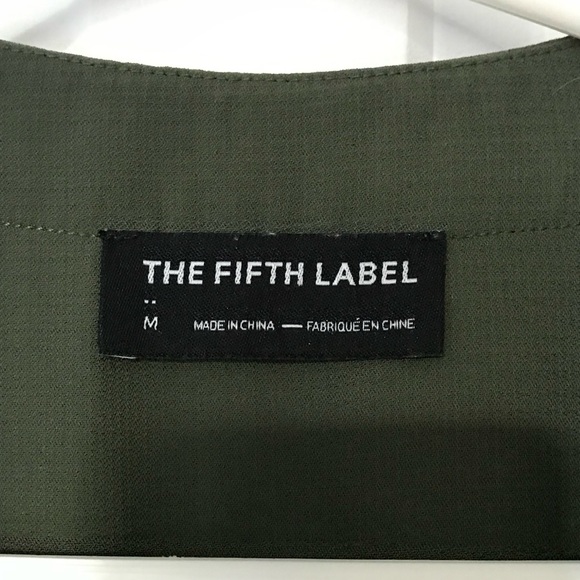 THE FIFTH LABEL
..
M MADE IN CHINA — FABRIQUÉ EN CHINE